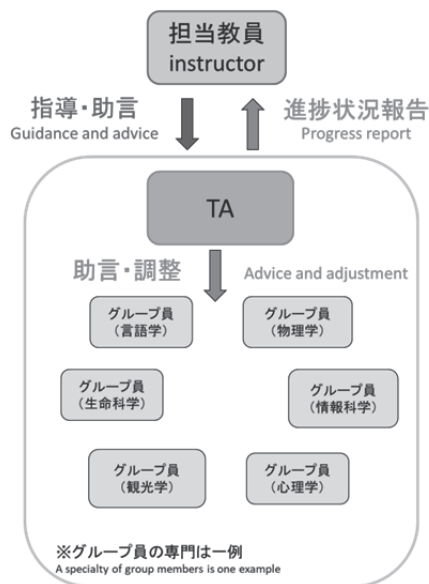 担当教員
instructor
指導・助言
Guidance and advice
進捗状況報告
Progress report
TA
助言・調整
Advice and adjustment
グループ員
（言語学）
グループ員
（物理学）
グループ員
（生命科学）
グループ員
（情報科学）
グループ員
（観光学）
グループ員
（心理学）
※グループ員の専門は一例
A specialty of group members is one example